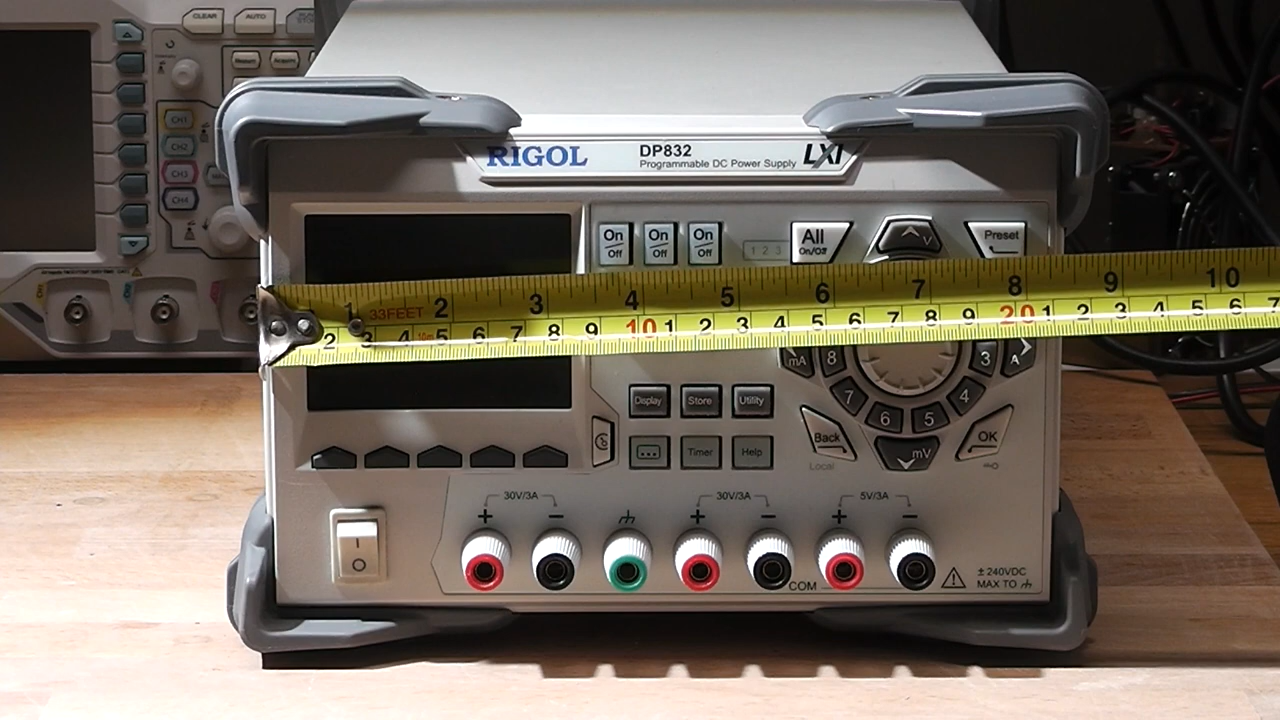 CLEAR AUTO
CH1
CH2
CH3
CH4
RIGOL DP832 LXI
Programmable DC Power Supply
On On On All Preset
Off Off Off 1 2 3 On/Off V
1 33FEET 2 3 4 5 6 7 8 9 10
2 3 4 5 6 7 8 9 10 1 2 3 4 5 6 7 8 9 20 1 2 3 4 5 6 7
mA 8 3 A
7 4
6 5
Display Store Utility
Back mV OK
Local
Timer Help
30V/3A 30V/3A 5V/3A
+ − + − + −
COM
±240VDC
MAX TO